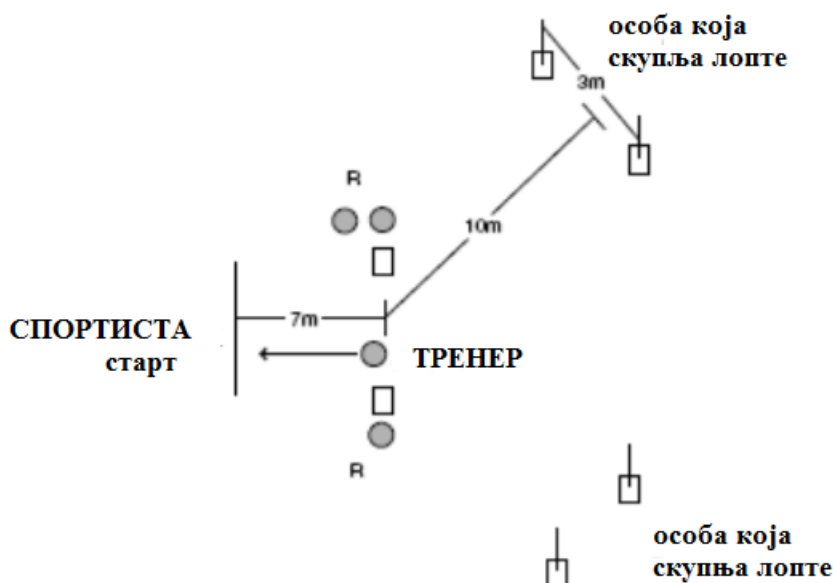 особа која
скупља лопте
3m
R
10m
7m
СПОРТИСТА
старт
ТРЕНЕР
R
особа која
скупња лопте